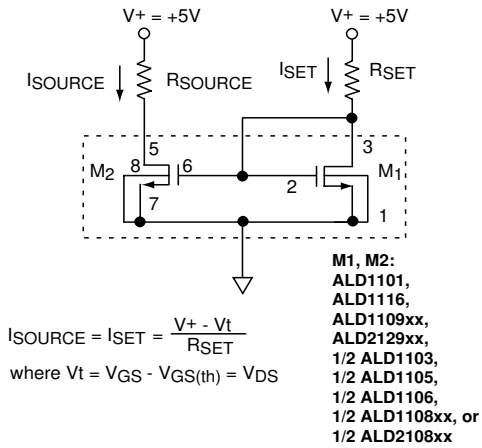 V+ = +5V
V+ = +5V
ISOURCE
RSOURCE
ISET
RSET
5
3
M2
8
6
2
M1
7
1
M1, M2:
ALD1101,
ALD1116,
ALD1109xx,
ALD2129xx,
1/2 ALD1103,
1/2 ALD1105,
1/2 ALD1106,
1/2 ALD1108xx, or
1/2 ALD2108xx
ISOURCE = ISET = V+ - Vt / RSET
where Vt = VGS - VGS(th) = VDS